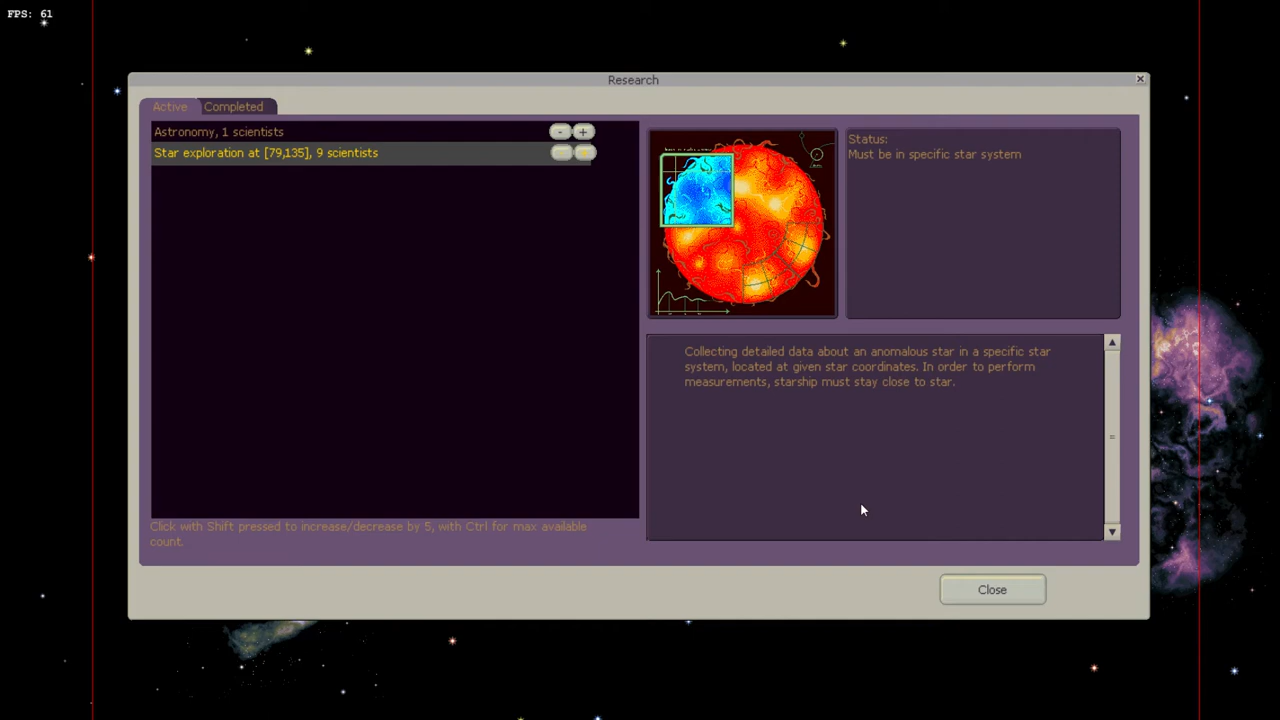 FPS: 61
Research
Active
Completed
Astronomy, 1 scientists
- +
Star exploration at [79,135], 9 scientists
Status:
Must be in specific star system
Collecting detailed data about an anomalous star in a specific star
system, located at given star coordinates. In order to perform
measurements, starship must stay close to star.
Click with Shift pressed to increase/decrease by 5, with Ctrl for max available
count.
Close